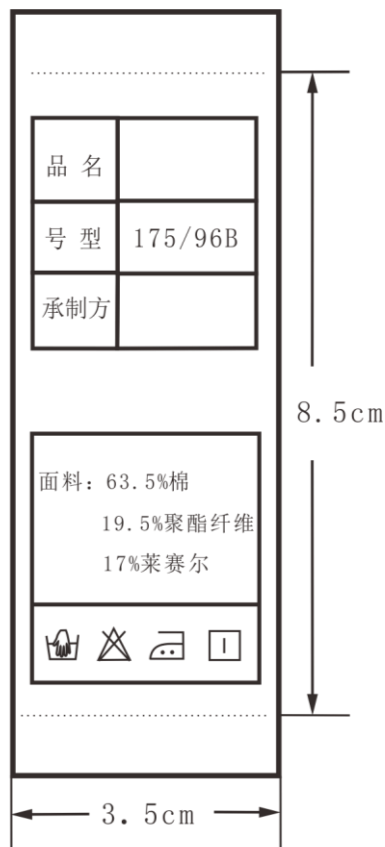 品 名
号 型 175/96B
承制方
8.5cm
面料：63.5%棉
19.5%聚酯纤维
17%莱赛尔
3.5cm